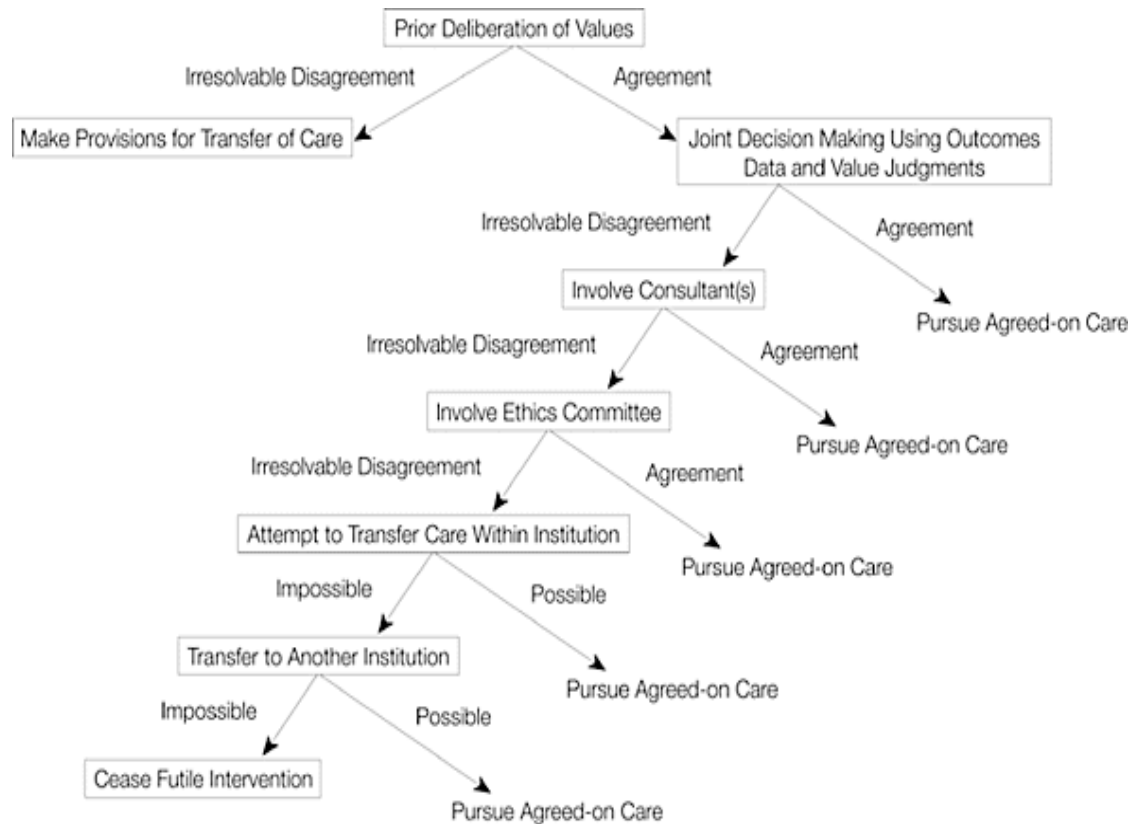 Prior Deliberation of Values
Irresolvable Disagreement
Agreement
Make Provisions for Transfer of Care
Joint Decision Making Using Outcomes
Data and Value Judgments
Irresolvable Disagreement
Agreement
Involve Consultant(s)
Pursue Agreed-on Care
Irresolvable Disagreement
Agreement
Involve Ethics Committee
Pursue Agreed-on Care
Irresolvable Disagreement
Agreement
Attempt to Transfer Care Within Institution
Pursue Agreed-on Care
Impossible
Possible
Transfer to Another Institution
Pursue Agreed-on Care
Impossible
Possible
Cease Futile Intervention
Pursue Agreed-on Care